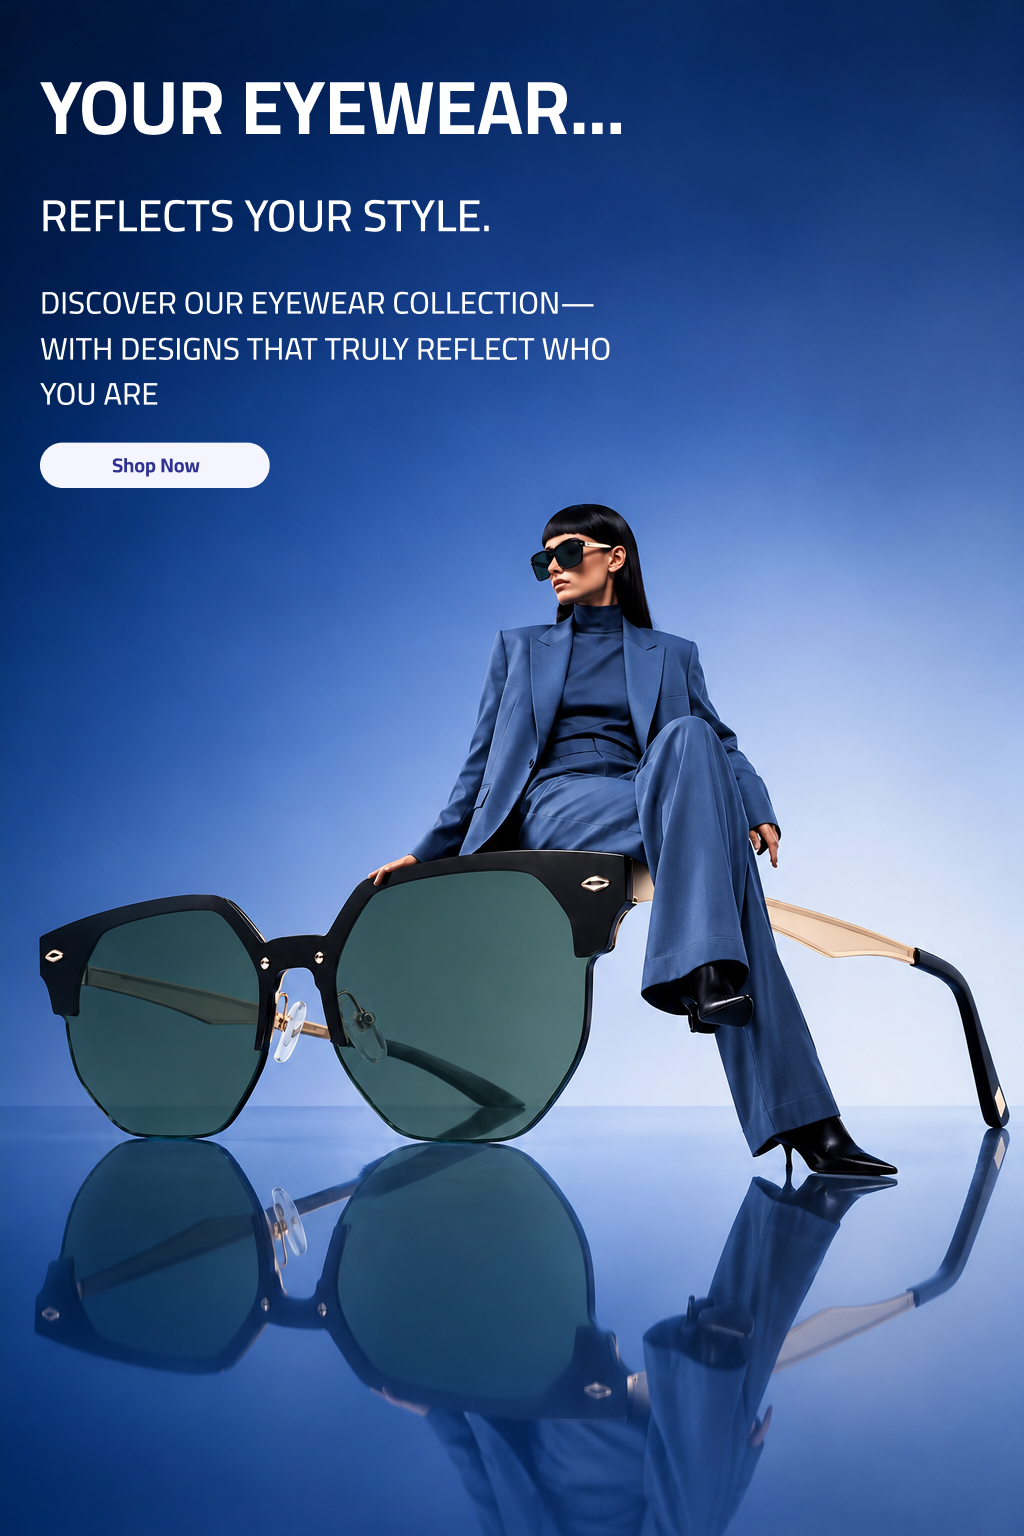 YOUR EYEWEAR...
REFLECTS YOUR STYLE.
DISCOVER OUR EYEWEAR COLLECTION—
WITH DESIGNS THAT TRULY REFLECT WHO
YOU ARE
Shop Now